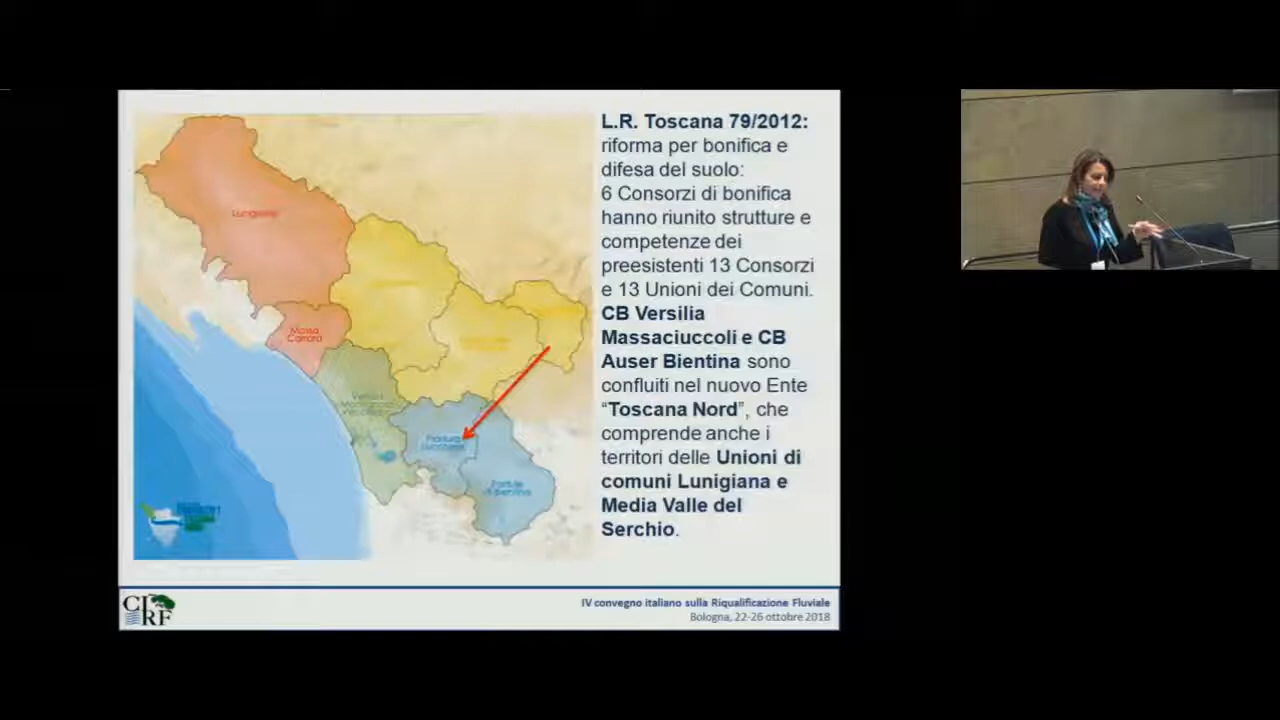 L.R. Toscana 79/2012:
riforma per bonifica e
difesa del suolo:
6 Consorzi di bonifica
hanno riunito strutture e
competenze dei
preesistenti 13 Consorzi
e 13 Unioni dei Comuni.
CB Versilia
Massaciuccoli e CB
Auser Bientina sono
confluiti nel nuovo Ente
“Toscana Nord”, che
comprende anche i
territori delle Unioni di
comuni Lunigiana e
Media Valle del
Serchio.
Lunigiana
Massa
Carrara
CIRF
IV convegno italiano sulla Riqualificazione Fluviale
Bologna, 22-26 ottobre 2018